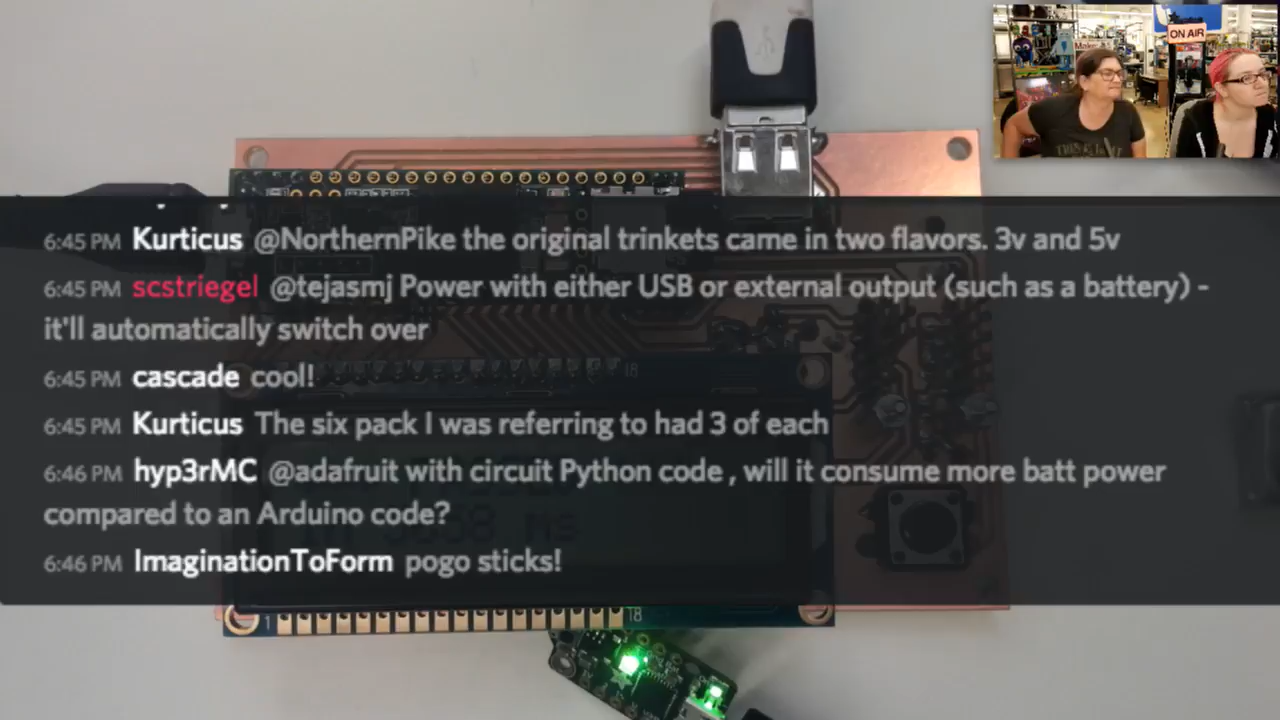 ON AIR
6:45 PM Kurticus @NorthernPike the original trinkets came in two flavors. 3v and 5v
6:45 PM scstriegel @tejasmj Power with either USB or external output (such as a battery) -
it'll automatically switch over
6:45 PM cascade cool!
6:45 PM Kurticus The six pack I was referring to had 3 of each
6:46 PM hyp3rMC @adafruit with circuit Python code , will it consume more batt power
compared to an Arduino code?
6:46 PM ImaginationToForm pogo sticks!
18
1
18